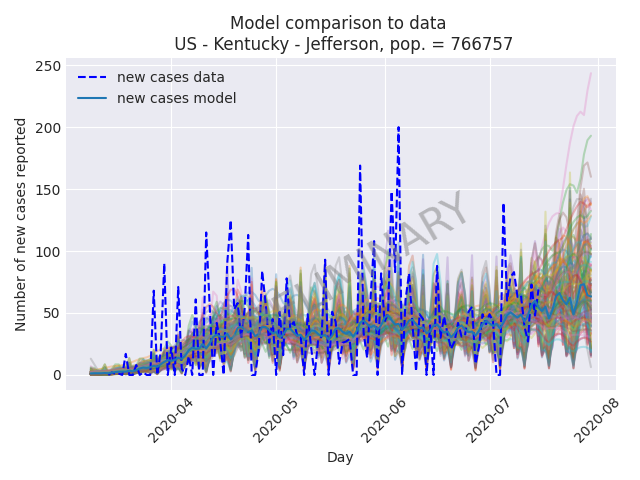 Model comparison to data
US - Kentucky - Jefferson, pop. = 766757
250
200
150
100
50
0
Number of new cases reported
new cases data
new cases model
2020-04
2020-05
2020-06
2020-07
2020-08
Day